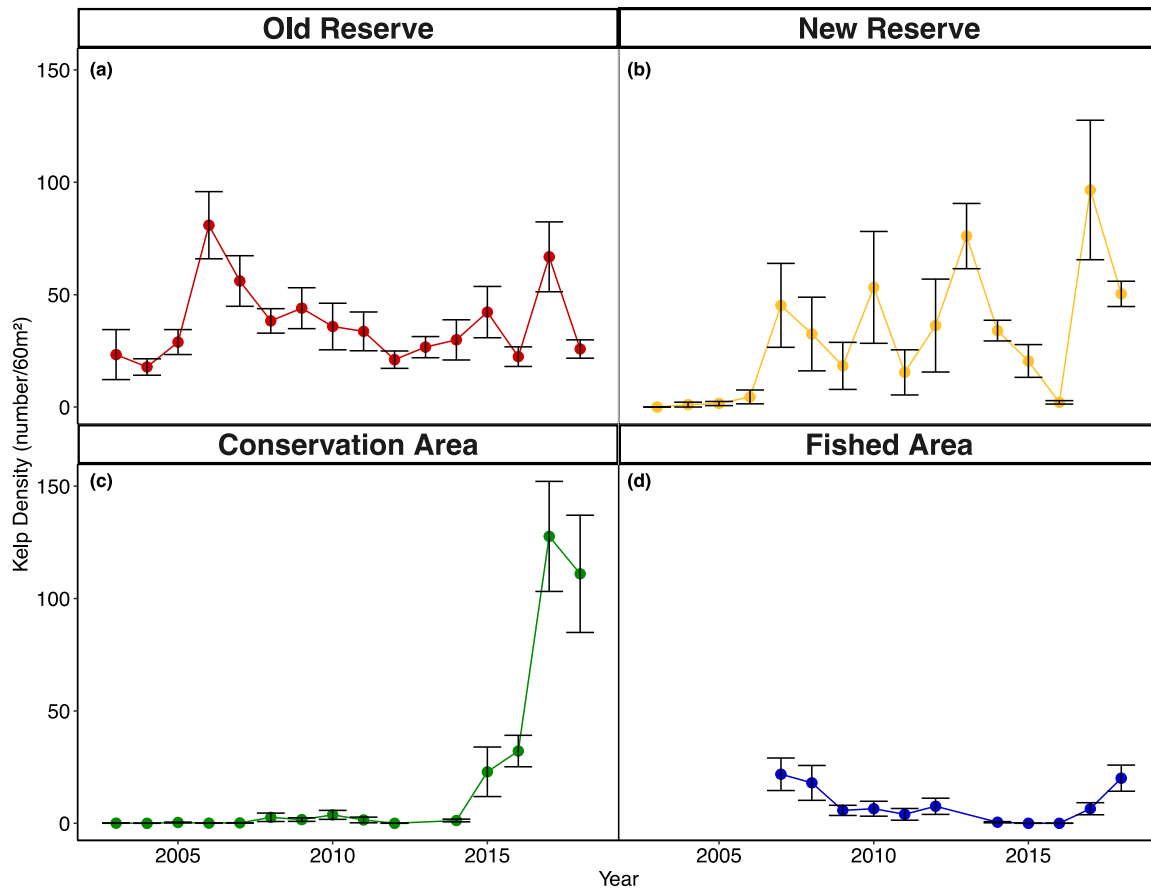 Old Reserve
New Reserve
(a)
(b)
150
100
50
0
Conservation Area
Fished Area
(c)
(d)
150
100
50
0
2005
2010
2015
2005
2010
2015
Year
Kelp Density (number/60m²)